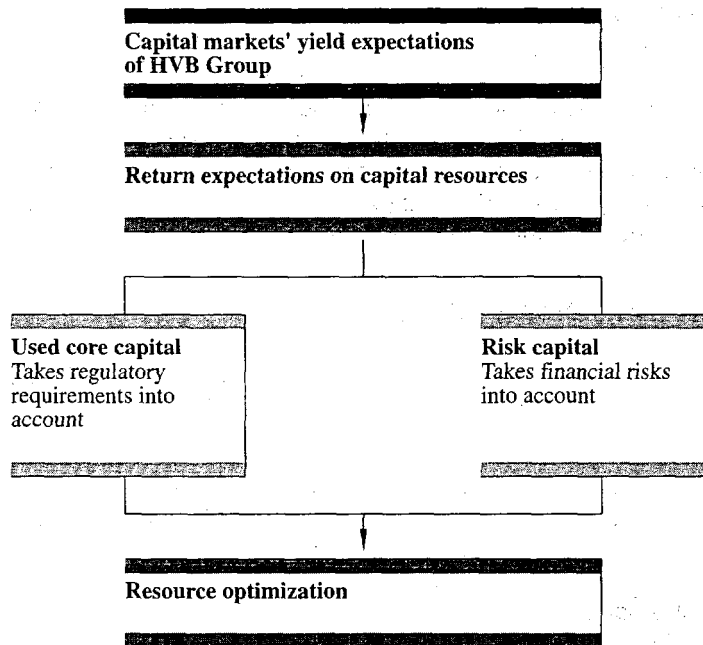 Capital markets' yield expectations
of HVB Group
Return expectations on capital resources
Used core capital
Takes regulatory
requirements into
account
Risk capital
Takes financial risks
into account
Resource optimization